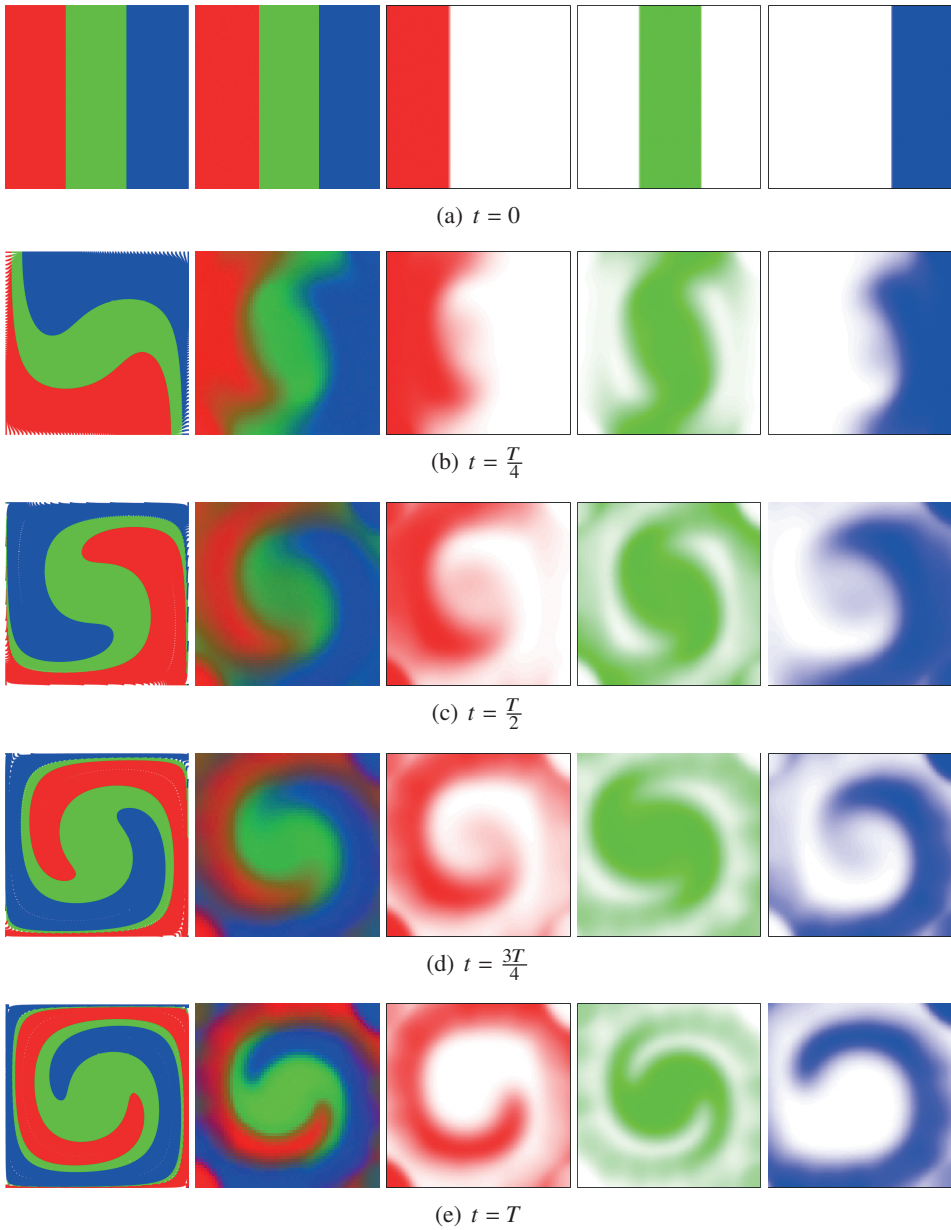 (a) t = 0
(b) t = T/4
(c) t = T/2
(d) t = 3T/4
(e) t = T